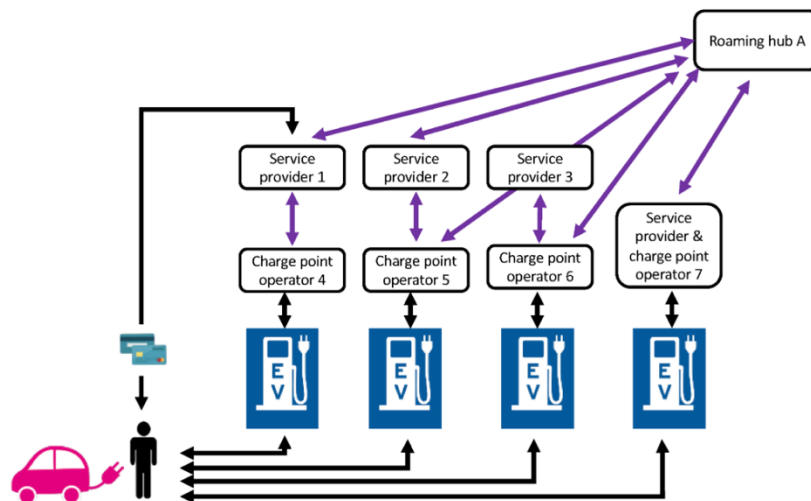 Roaming hub A
Service
provider 1
Service
provider 2
Service
provider 3
Service
provider &
charge point
operator 7
Charge point
operator 4
Charge point
operator 5
Charge point
operator 6
E
V
E
V
E
V
E
V